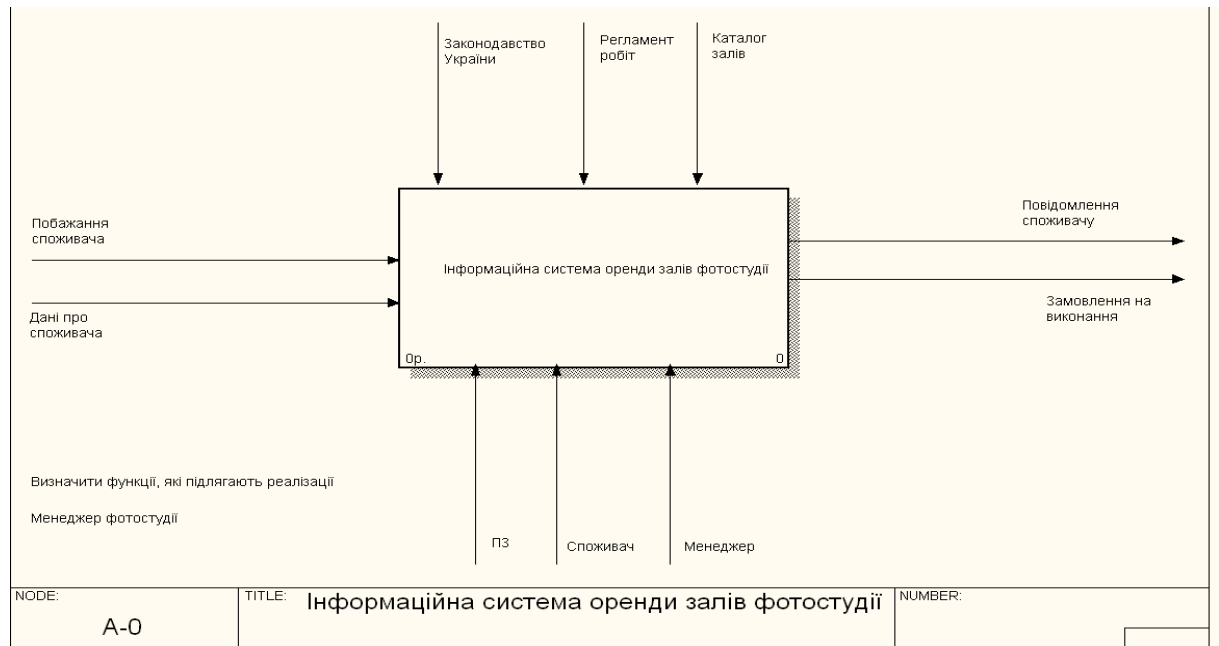 Законодавство
України
Регламент
робіт
Каталог
залів
Побажання
споживача
Повідомлення
споживачу
Інформаційна система оренди залів фотостудії
Дані про
споживача
Замовлення на
виконання
0р.
0
Визначити функції, які підлягають реалізації
Менеджер фотостудії
ПЗ
Споживач
Менеджер
NODE:
A-0
TITLE:
Інформаційна система оренди залів фотостудії
NUMBER: